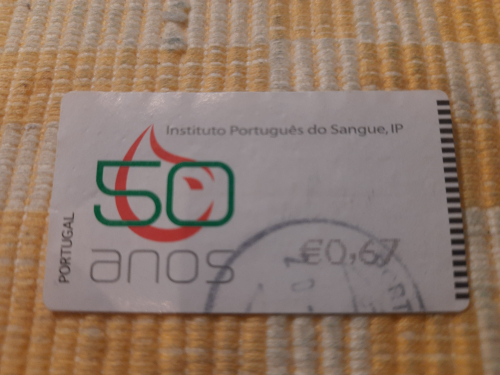 Instituto Português do Sangue, IP
50
anos
PORTUGAL
€0,67